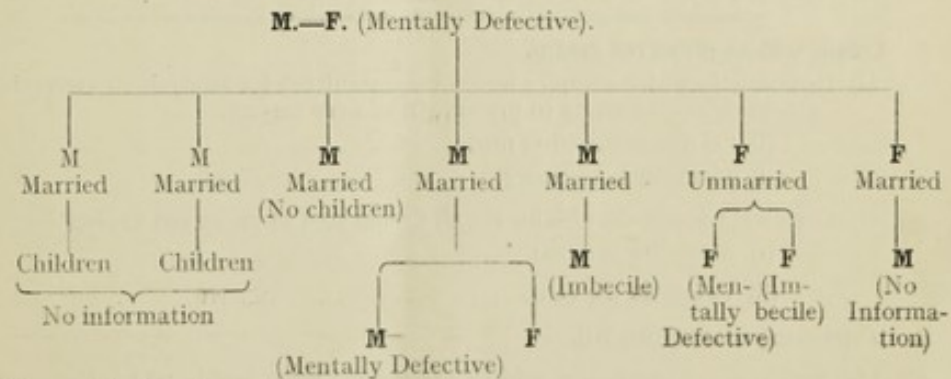 M.—F. (Mentally Defective).
M M M M M F F
Married Married Married Married Married Unmarried Married
(No children)
Children Children M F F M
(Imbecile) (Men- (Im- (No
No information tally becile) Informa-
Defective) tion)
M F
(Mentally Defective)